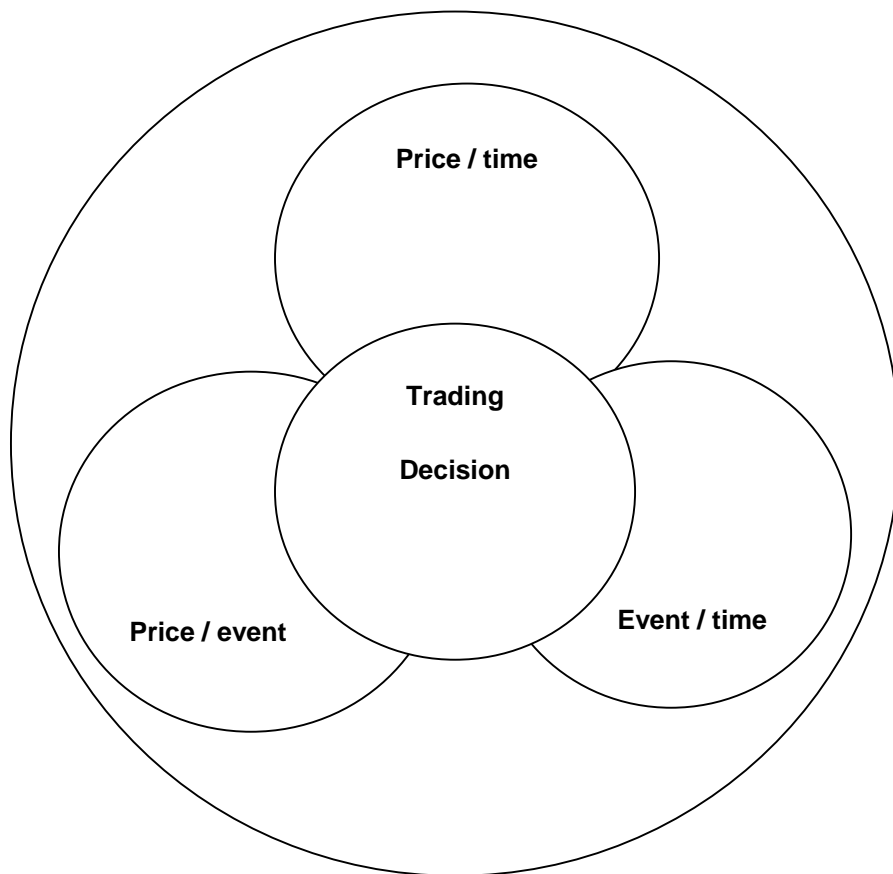 Price / time
Trading
Decision
Price / event
Event / time